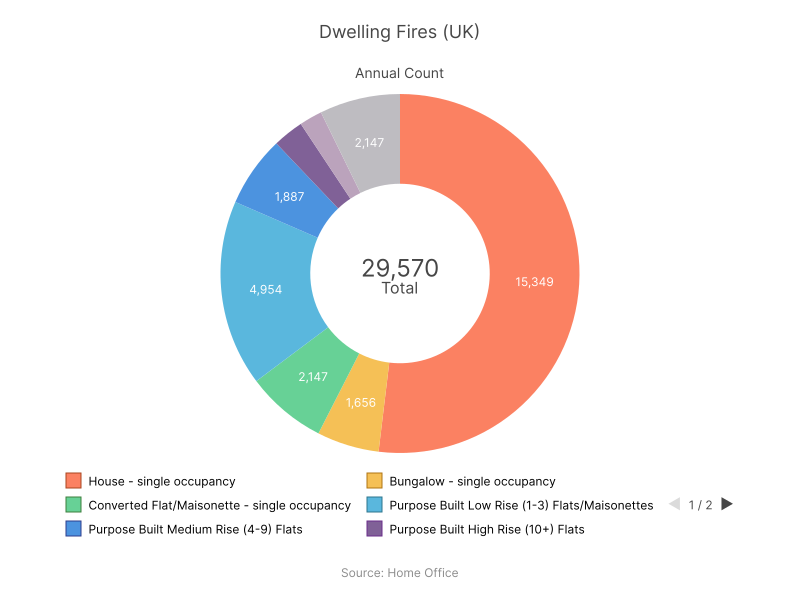 Dwelling Fires (UK)
Annual Count
2,147
1,887
4,954
29,570
Total
15,349
2,147
1,656
House - single occupancy
Bungalow - single occupancy
Converted Flat/Maisonette - single occupancy
Purpose Built Low Rise (1-3) Flats/Maisonettes
1 / 2
Purpose Built Medium Rise (4-9) Flats
Purpose Built High Rise (10+) Flats
Source: Home Office